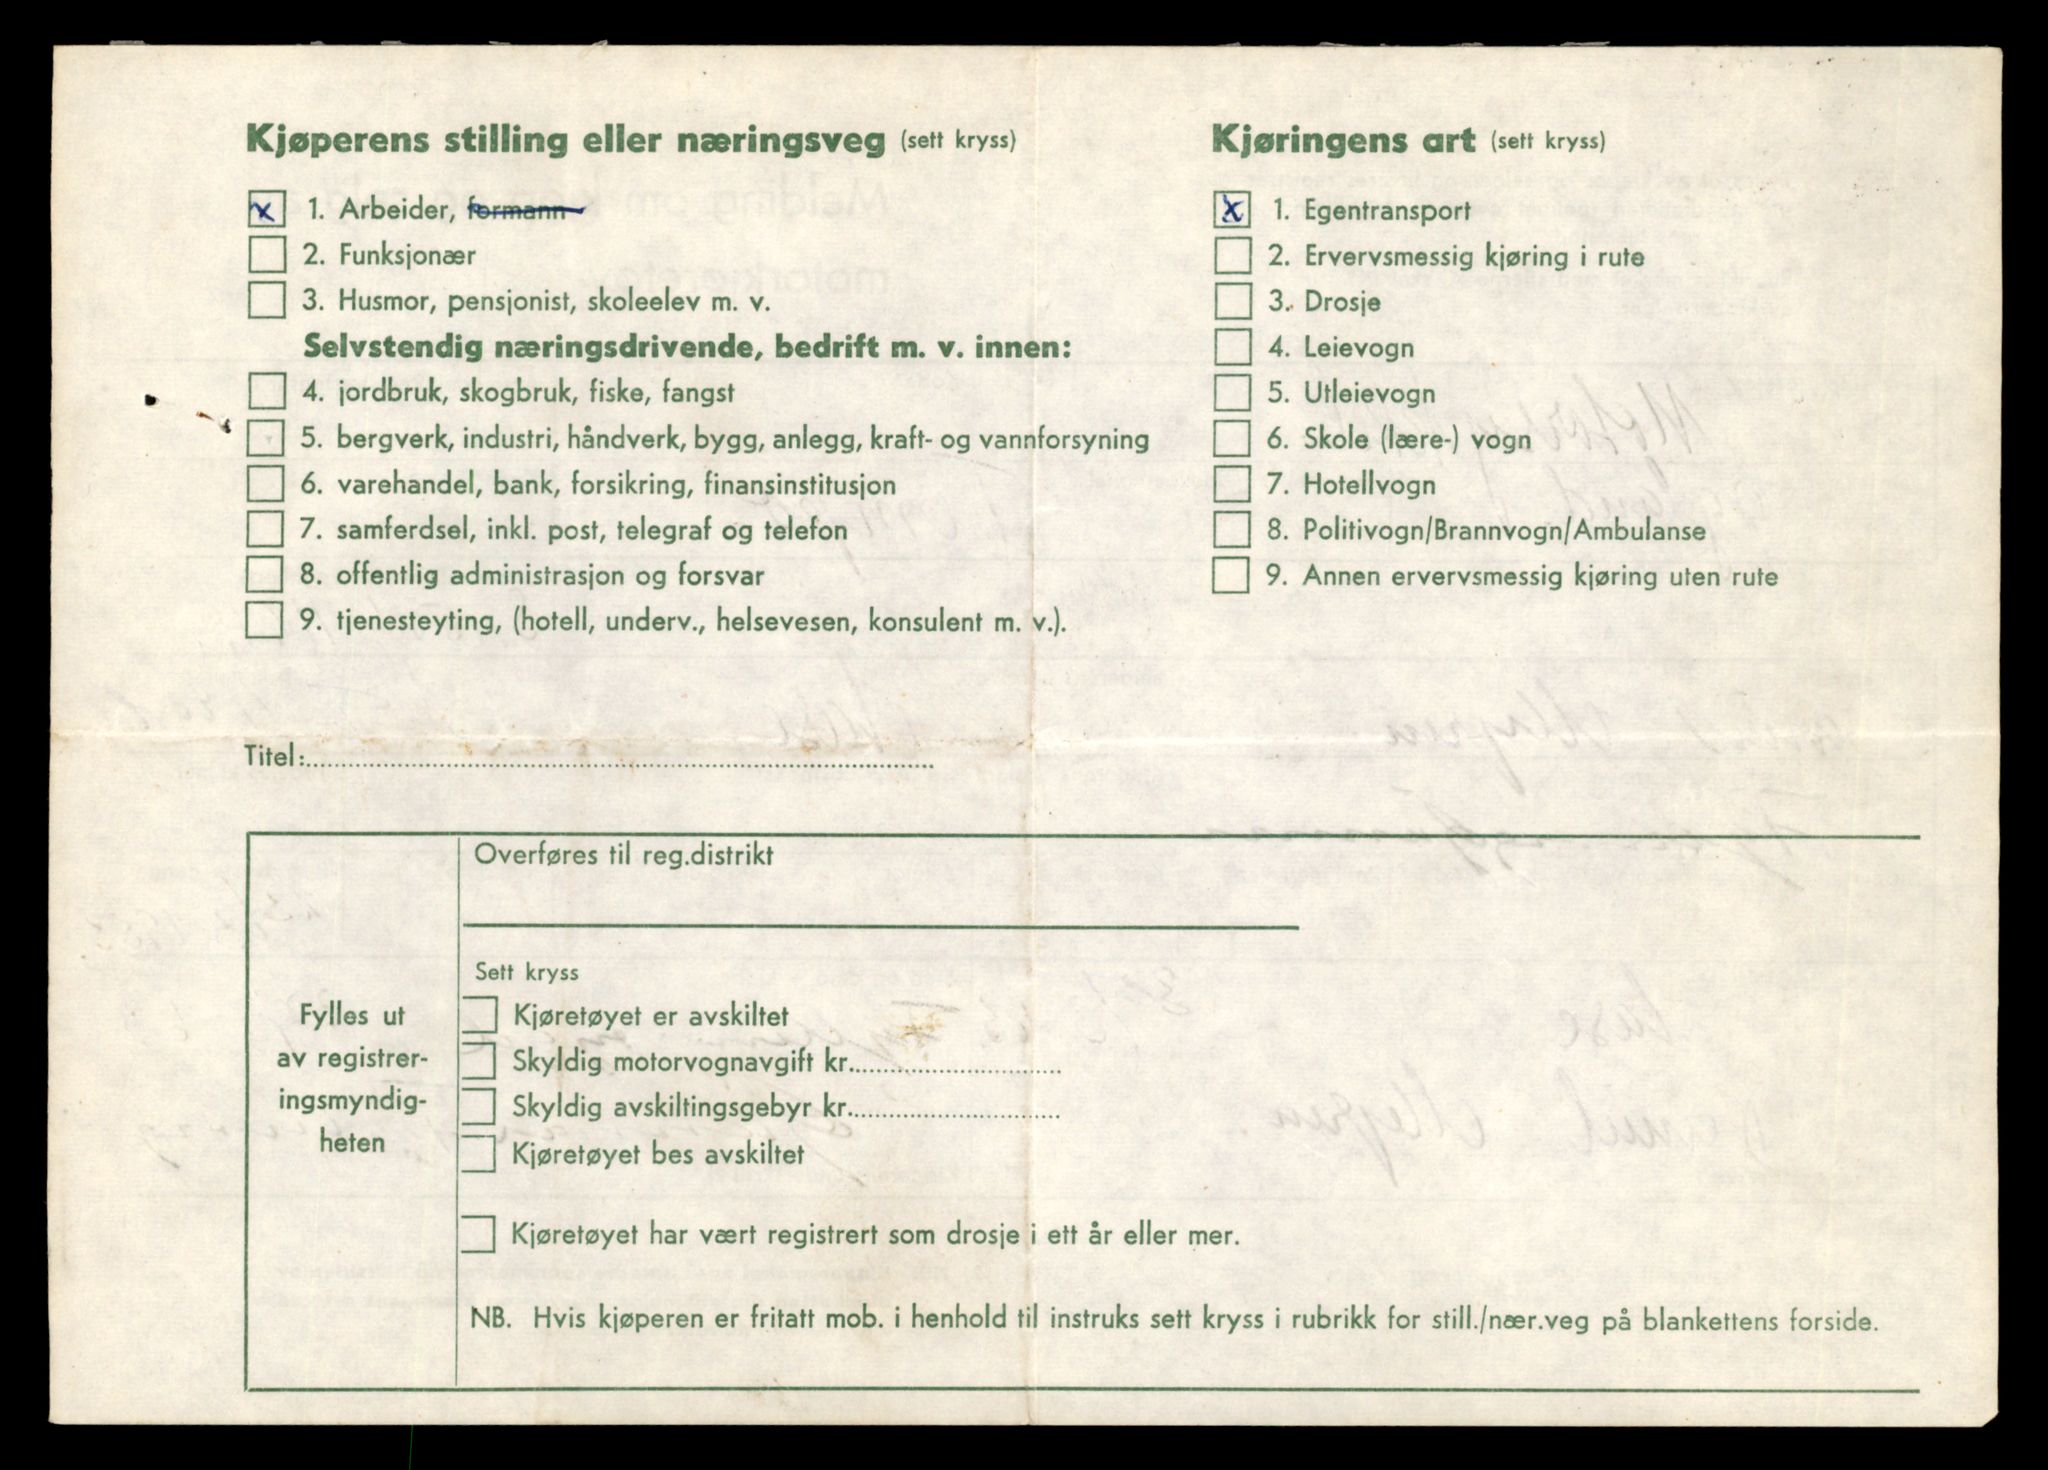 Kjøperens stilling eller næringsveg (sett kryss)
x 1. Arbeider, formann
2. Funksjonær
3. Husmor, pensjonist, skoleelev m. v.
Selvstendig næringsdrivende, bedrift m. v. innen:
4. jordbruk, skogbruk, fiske, fangst
5. bergverk, industri, håndverk, bygg, anlegg, kraft- og vannforsyning
6. varehandel, bank, forsikring, finansinstitusjon
7. samferdsel, inkl. post, telegraf og telefon
8. offentlig administrasjon og forsvar
9. tjenesteyting, (hotell, underv., helsevesen, konsulent m. v.).
Titel:
Kjøringens art (sett kryss)
x 1. Egentransport
2. Ervervsmessig kjøring i rute
3. Drosje
4. Leievogn
5. Utleievogn
6. Skole (lære-) vogn
7. Hotellvogn
8. Politivogn/Brannvogn/Ambulanse
9. Annen ervervsmessig kjøring uten rute
Fylles ut
av registrer-
ingsmyndig-
heten
Overføres til reg.distrikt
Sett kryss
Kjøretøyet er avskiltet
Skyldig motorvognavgift kr.
Skyldig avskiltingsgebyr kr.
Kjøretøyet bes avskiltet
Kjøretøyet har vært registrert som drosje i ett år eller mer.
NB. Hvis kjøperen er fritatt mob. i henhold til instruks sett kryss i rubrikk for still./nær.veg på blankettens forside.